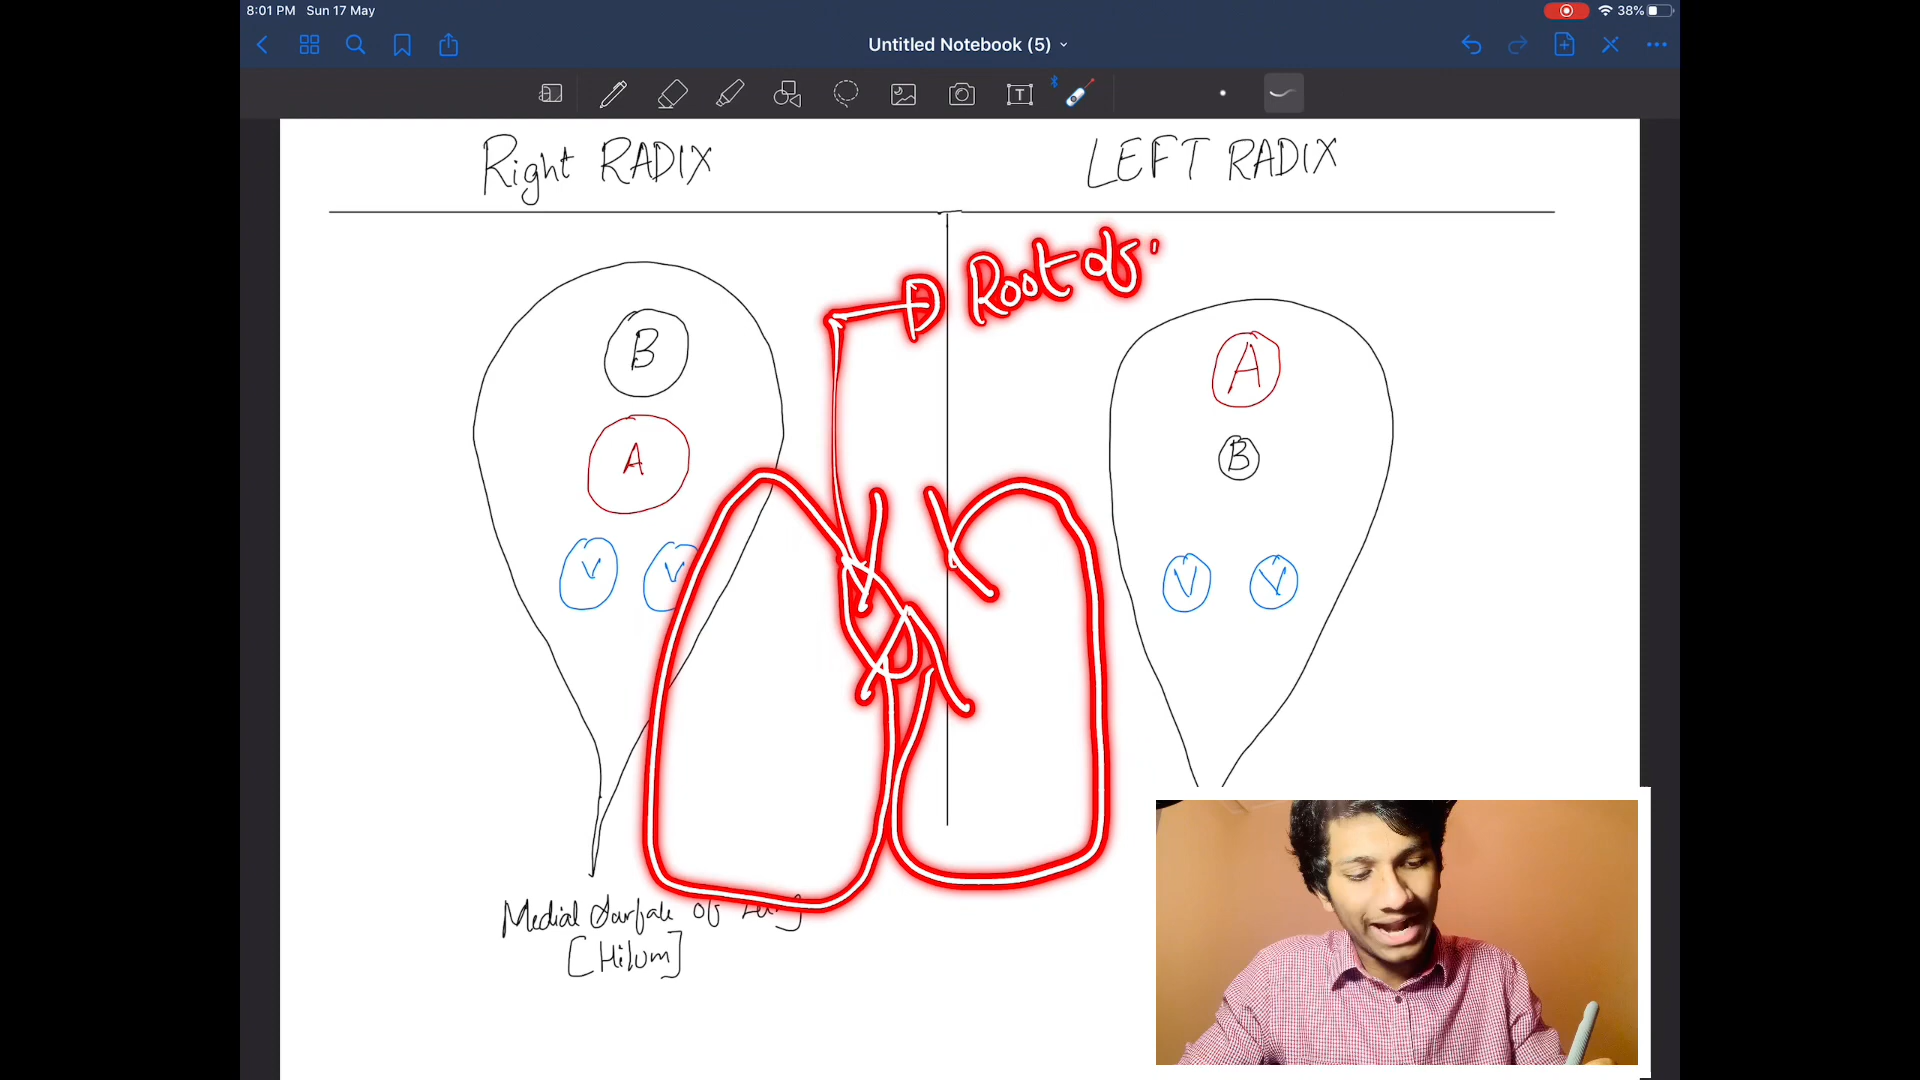 8:01 PM Sun 17 May
38%
Untitled Notebook (5)
T
Right RADIX
LEFT RADIX
Root of
B
A
A
B
V V
V V
Medial Surface of Lung
[Hilum]